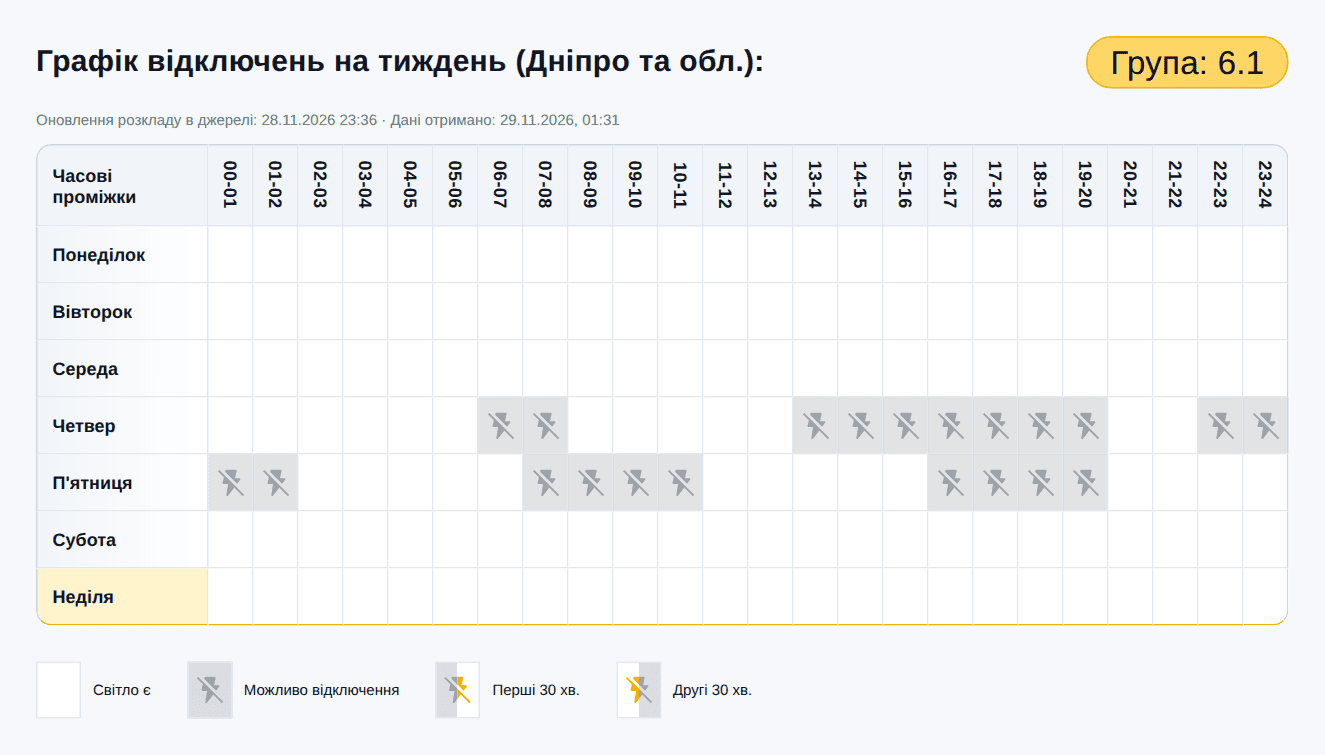 Графік відключень на тиждень (Дніпро та обл.):
Група: 6.1
Оновлення розкладу в джерелі: 28.11.2026 23:36 · Дані отримано: 29.11.2026, 01:31
Часові
проміжки
00-01
01-02
02-03
03-04
04-05
05-06
06-07
07-08
08-09
09-10
10-11
11-12
12-13
13-14
14-15
15-16
16-17
17-18
18-19
19-20
20-21
21-22
22-23
23-24
Понеділок
Вівторок
Середа
Четвер
П'ятниця
Субота
Неділя
Світло є
Можливо відключення
Перші 30 хв.
Другі 30 хв.